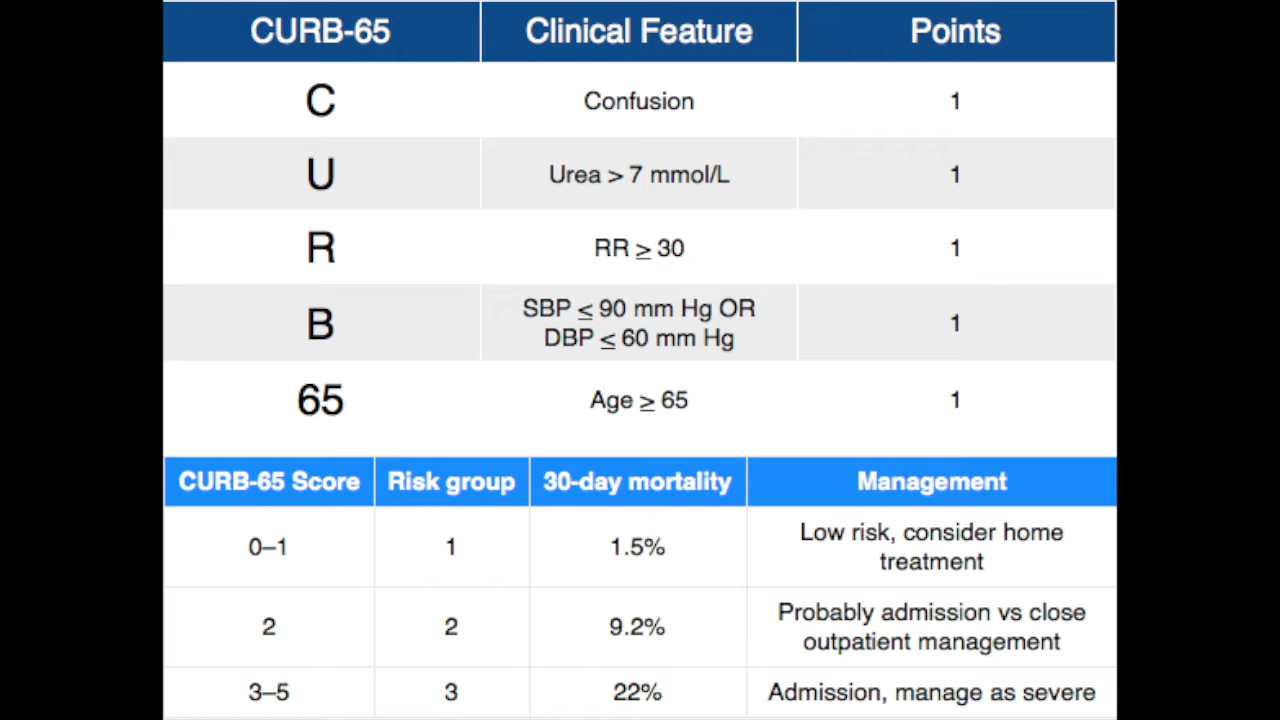 CURB-65 Clinical Feature Points
C Confusion 1
U Urea > 7 mmol/L 1
R RR ≥ 30 1
B SBP ≤ 90 mm Hg OR DBP ≤ 60 mm Hg 1
65 Age ≥ 65 1
CURB-65 Score Risk group 30-day mortality Management
0–1 1 1.5% Low risk, consider home treatment
2 2 9.2% Probably admission vs close outpatient management
3–5 3 22% Admission, manage as severe